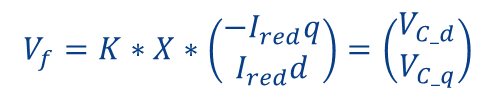 V_f = K * X * (-I_red q
I_red d) = (V_C_d
V_C_q)